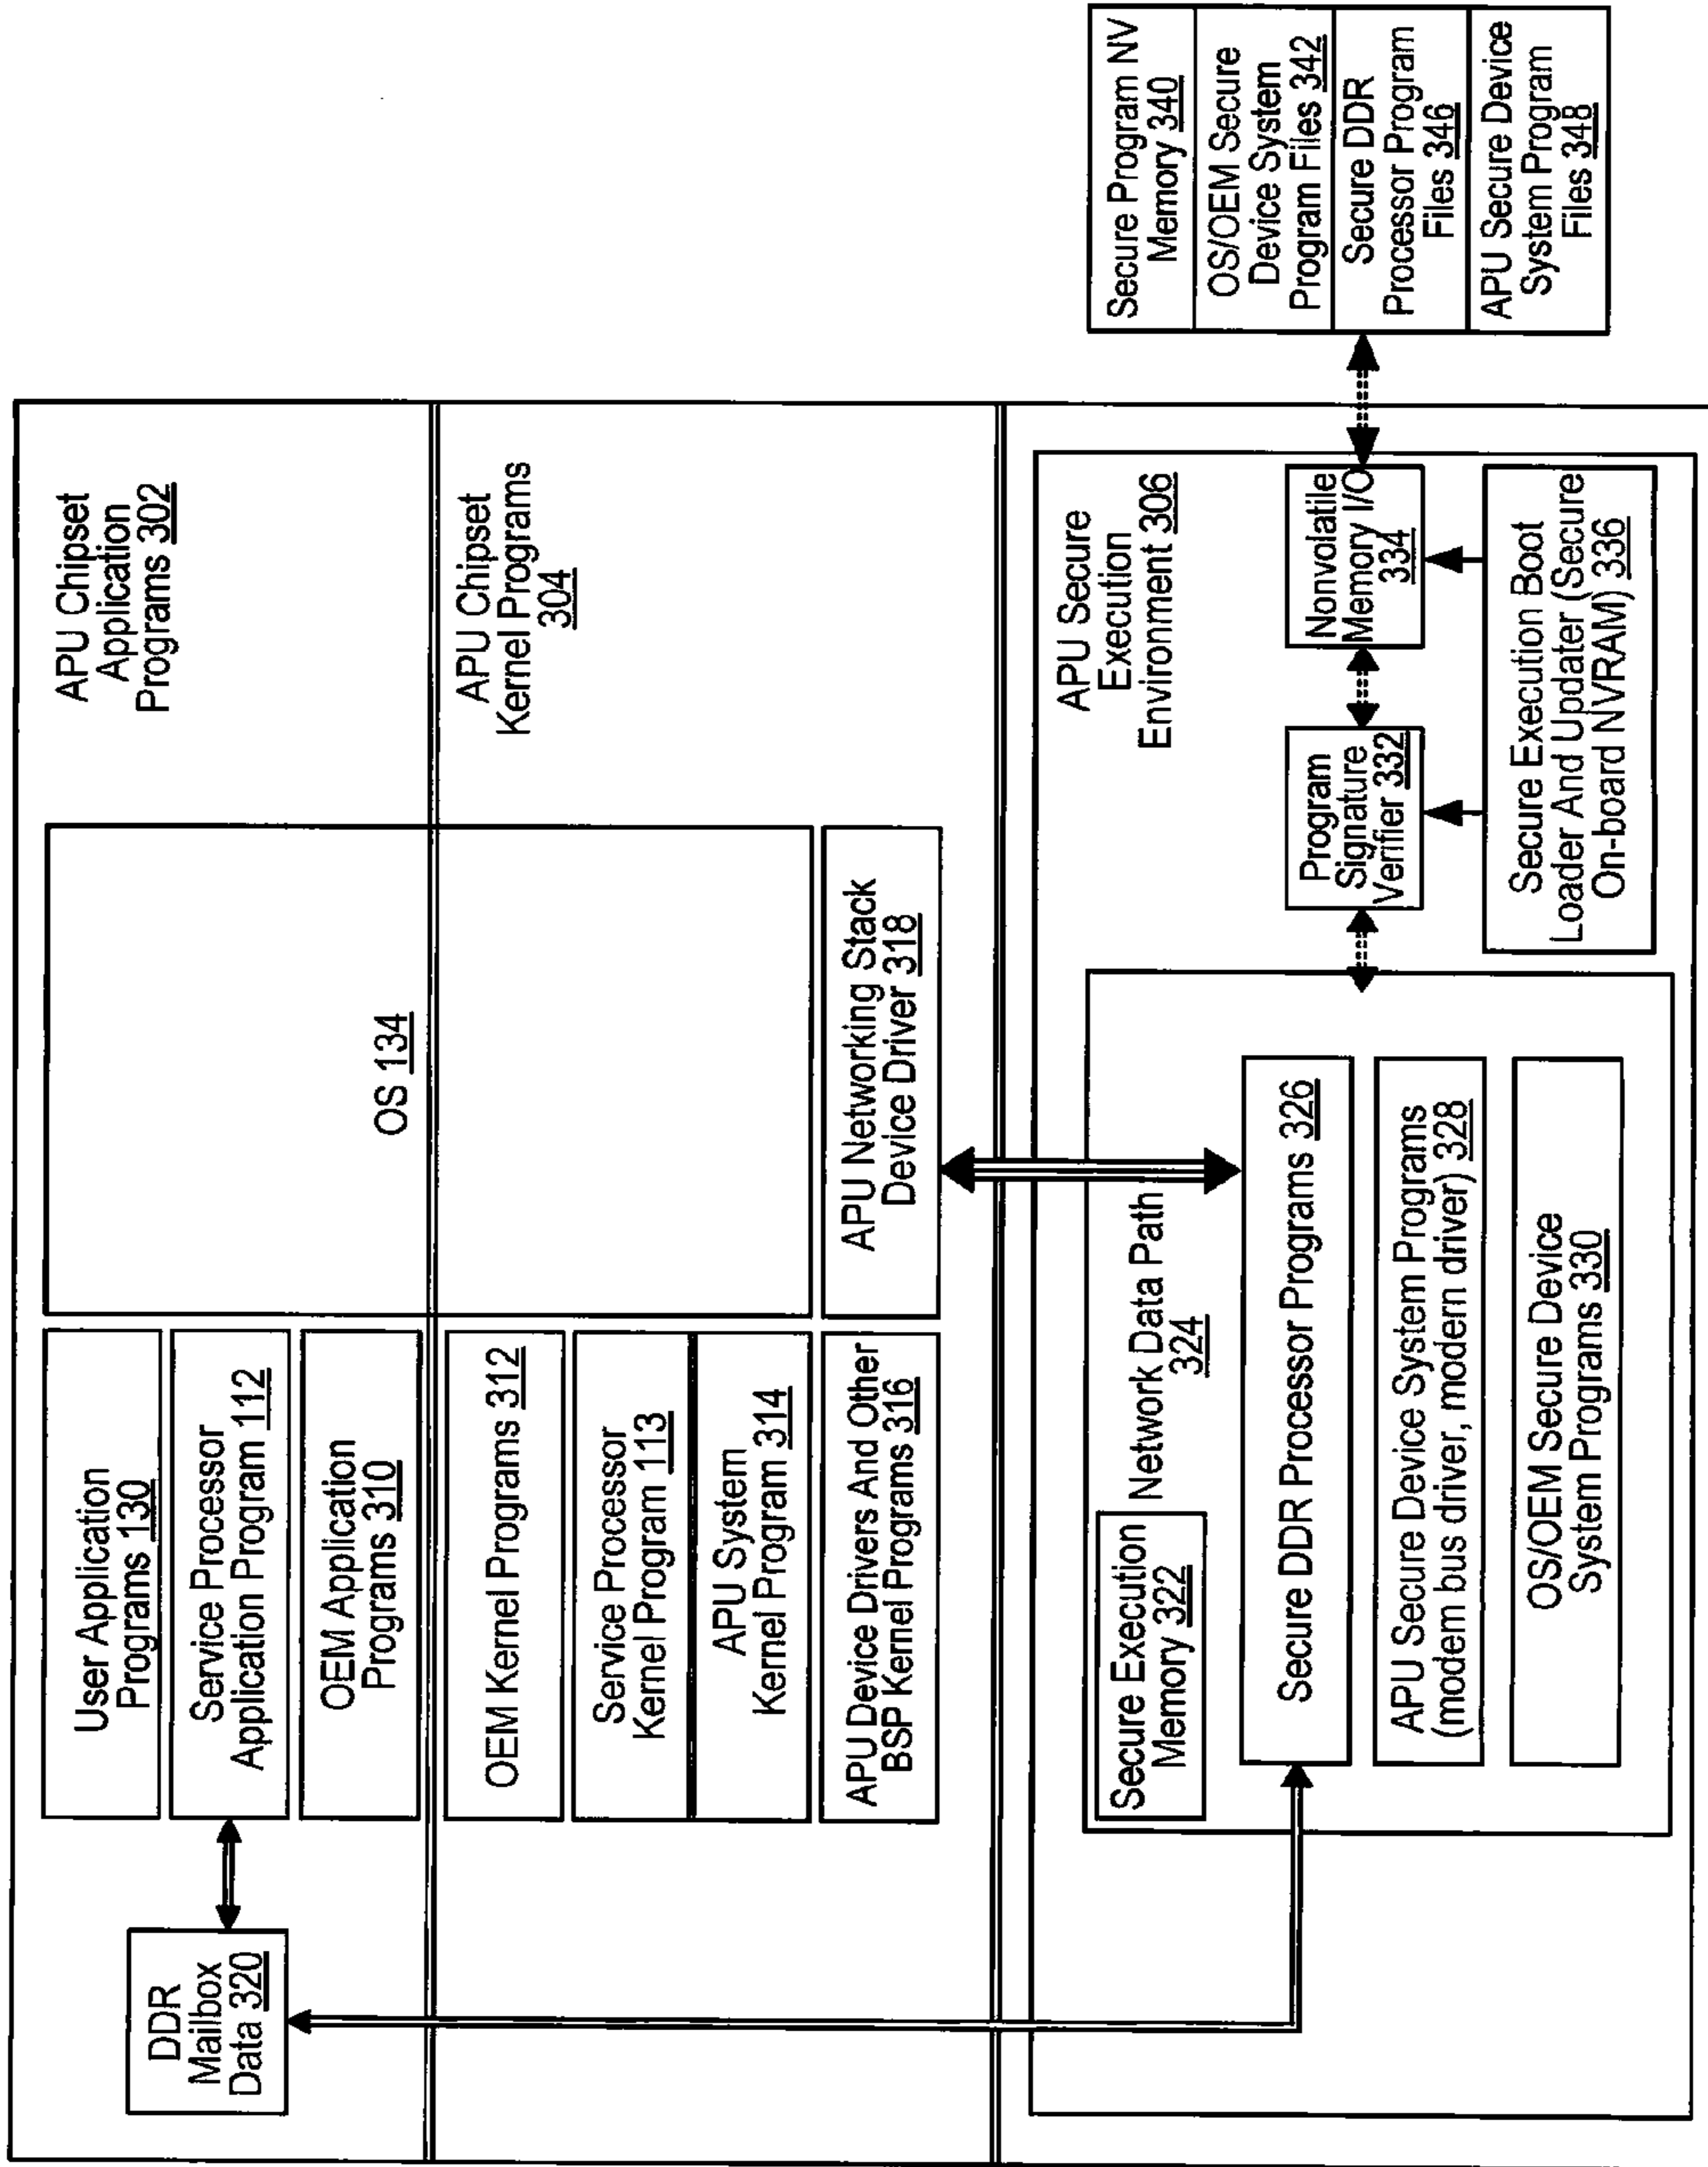 User Application
Programs 130
Service Processor
Application Program 112
OEM Application
Programs 310
DDR
Mailbox
Data 320
OS 134
APU Chipset
Application
Programs 302
OEM Kernel Programs 312
Service Processor
Kernel Program 113
APU System
Kernel Program 314
APU Device Drivers And Other
BSP Kernel Programs 316
APU Networking Stack
Device Driver 318
APU Chipset
Kernel Programs
304
Secure Execution
Memory 322
Network Data Path
324
Secure DDR Processor Programs 326
APU Secure Device System Programs
(modem bus driver, modern driver) 328
OS/OEM Secure Device
System Programs 330
APU Secure
Execution
Environment 306
Program
Signature
Verifier 332
Nonvolatile
Memory I/O
334
Secure Execution Boot
Loader And Updater (Secure
On-board NVRAM) 336
Secure Program NV
Memory 340
OS/OEM Secure
Device System
Program Files 342
Secure DDR
Processor Program
Files 346
APU Secure Device
System Program
Files 348